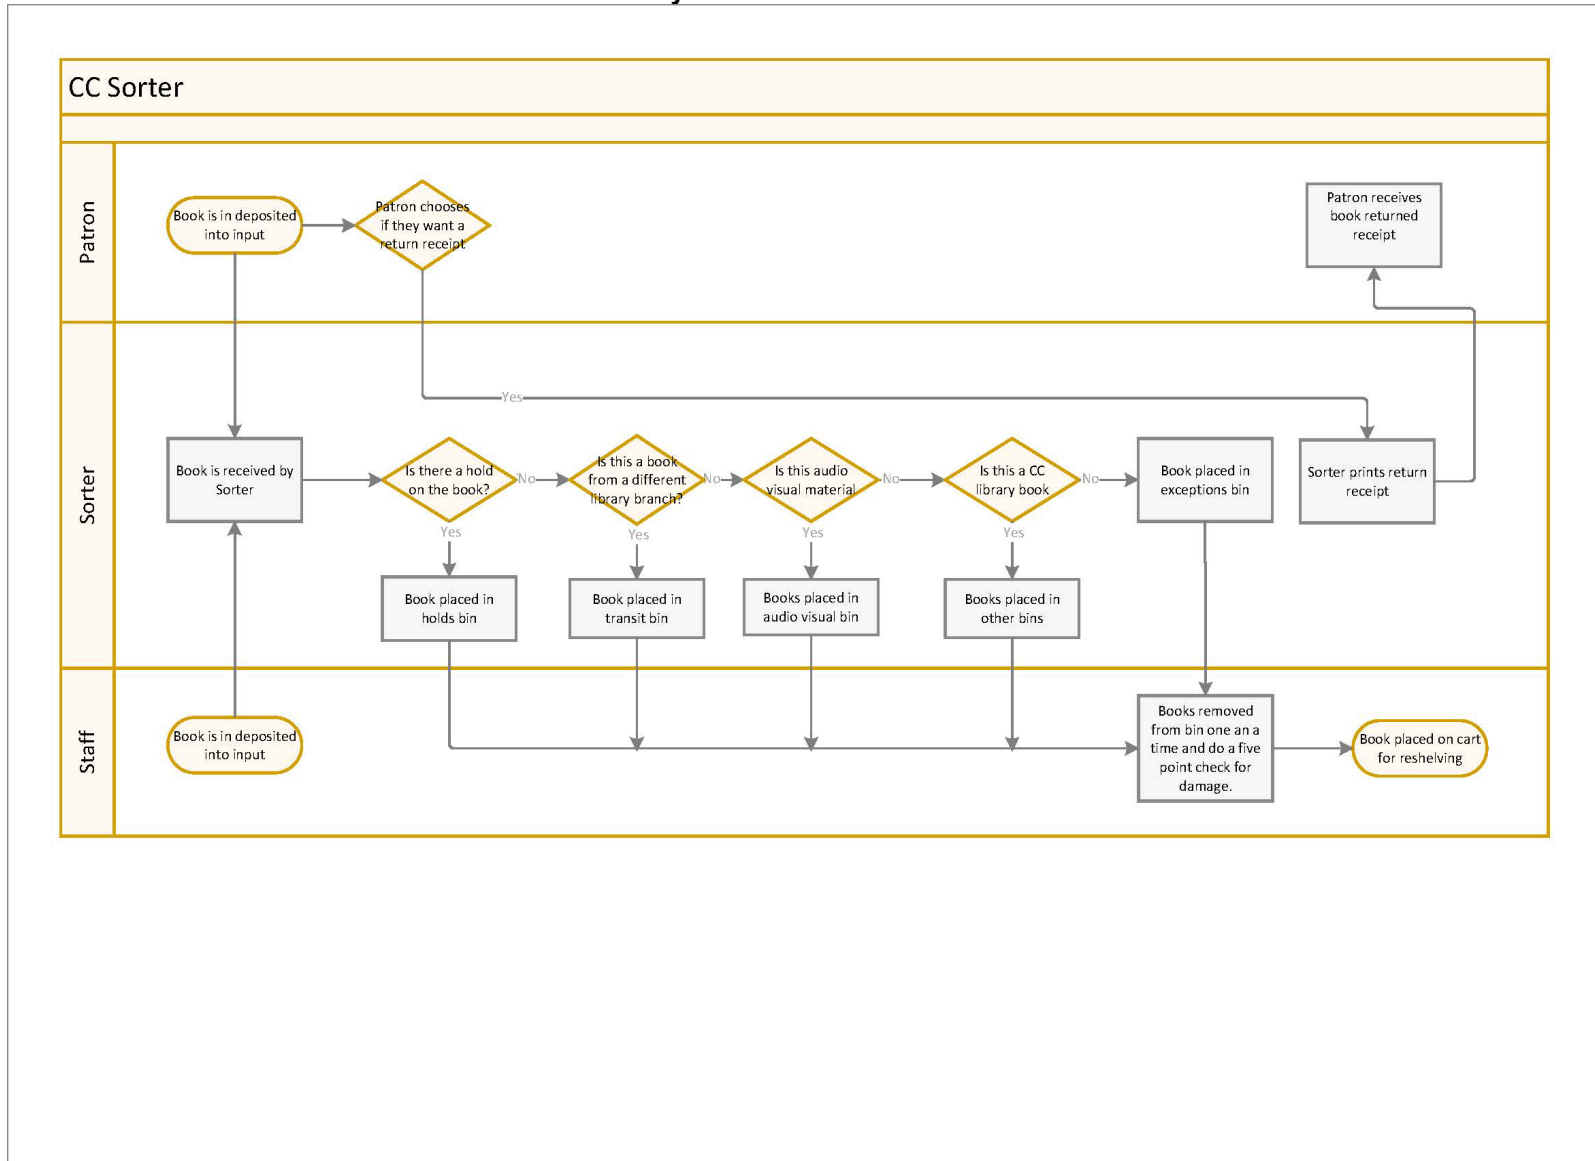 CC Sorter
Patron
Book is in deposited
into input
Patron chooses
if they want a
return receipt
Patron receives
book returned
receipt
Sorter
Yes
Book is received by
Sorter
Is there a hold
on the book?
No
Is this a book
from a different
library branch?
No
Is this audio
visual material
No
Is this a CC
library book
No
Book placed in
exceptions bin
Sorter prints return
receipt
Yes
Yes
Yes
Yes
Book placed in
holds bin
Book placed in
transit bin
Books placed in
audio visual bin
Books placed in
other bins
Staff
Book is in deposited
into input
Books removed
from bin one an a
time and do a five
point check for
damage.
Book placed on cart
for reshelving